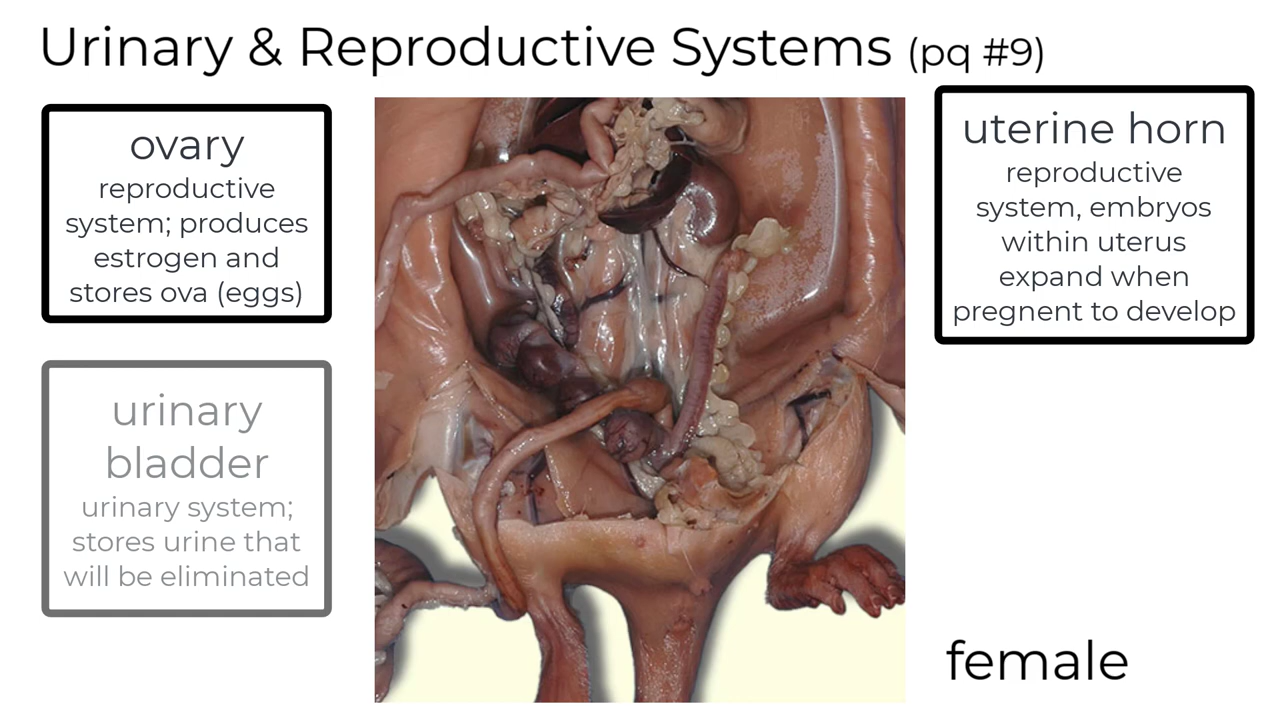 Urinary & Reproductive Systems (pq #9)
ovary
reproductive
system; produces
estrogen and
stores ova (eggs)
urinary
bladder
urinary system;
stores urine that
will be eliminated
uterine horn
reproductive
system, embryos
within uterus
expand when
pregnent to develop
female